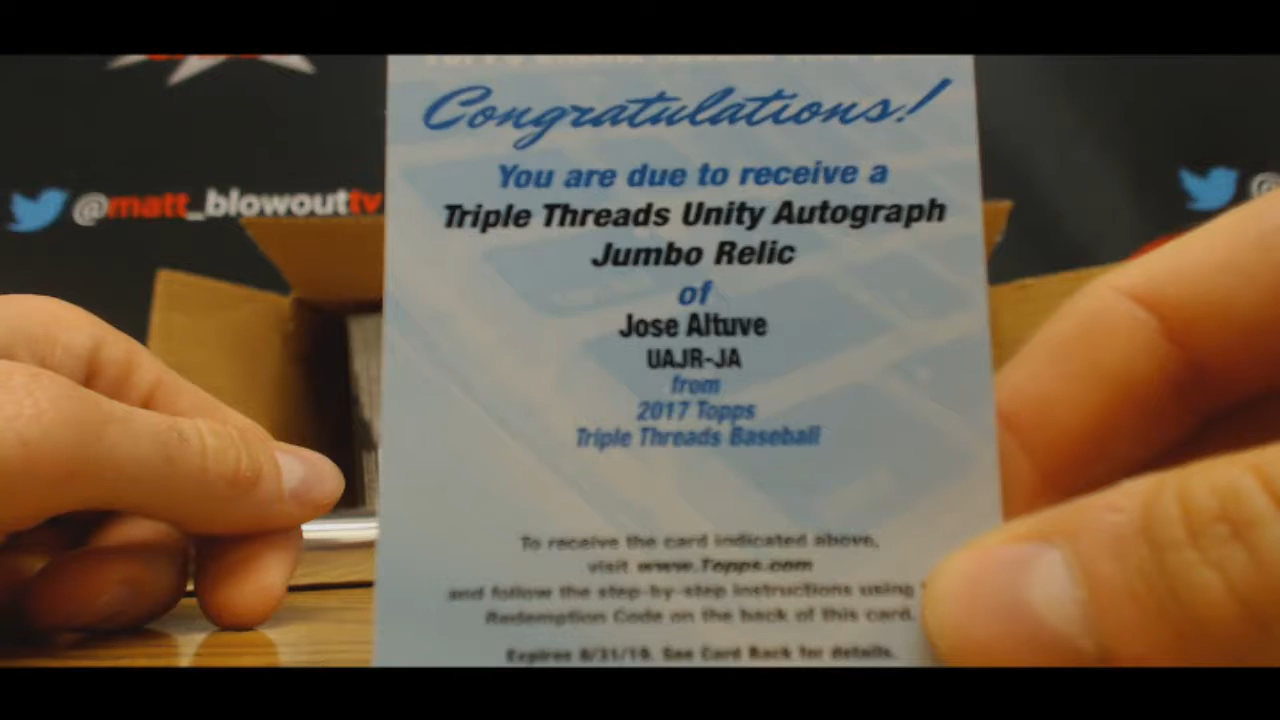 Congratulations!
You are due to receive a
Triple Threads Unity Autograph
Jumbo Relic
of
Jose Altuve
UAJR-JA
from
2017 Topps
Triple Threads Baseball
To receive the card indicated above,
visit www.Topps.com
and follow the step-by-step instructions using
Redemption Code on the back of this card.
Expires 8/31/19. See Card Back for details.
@matt_blowouttv
@